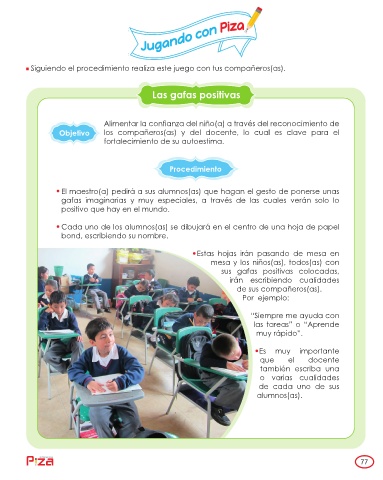 Jugando con Piza
Siguiendo el procedimiento realiza este juego con tus compañeros(as).
Las gafas positivas
Objetivo
Alimentar la confianza del niño(a) a través del reconocimiento de
los compañeros(as) y del docente, lo cual es clave para el
fortalecimiento de su autoestima.
Procedimiento
El maestro(a) pedirá a sus alumnos(as) que hagan el gesto de ponerse unas
gafas imaginarias y muy especiales, a través de las cuales verán solo lo
positivo que hay en el mundo.
Cada uno de los alumnos(as) se dibujará en el centro de una hoja de papel
bond, escribiendo su nombre.
Estas hojas irán pasando de mesa en
mesa y los niños(as), todos(as) con
sus gafas positivas colocadas,
irán escribiendo cualidades
de sus compañeros(as).
Por ejemplo:
"Siempre me ayuda con
las tareas" o "Aprende
muy rápido".
Es muy importante
que el docente
también escriba una
o varias cualidades
de cada uno de sus
alumnos(as).
Piza
77